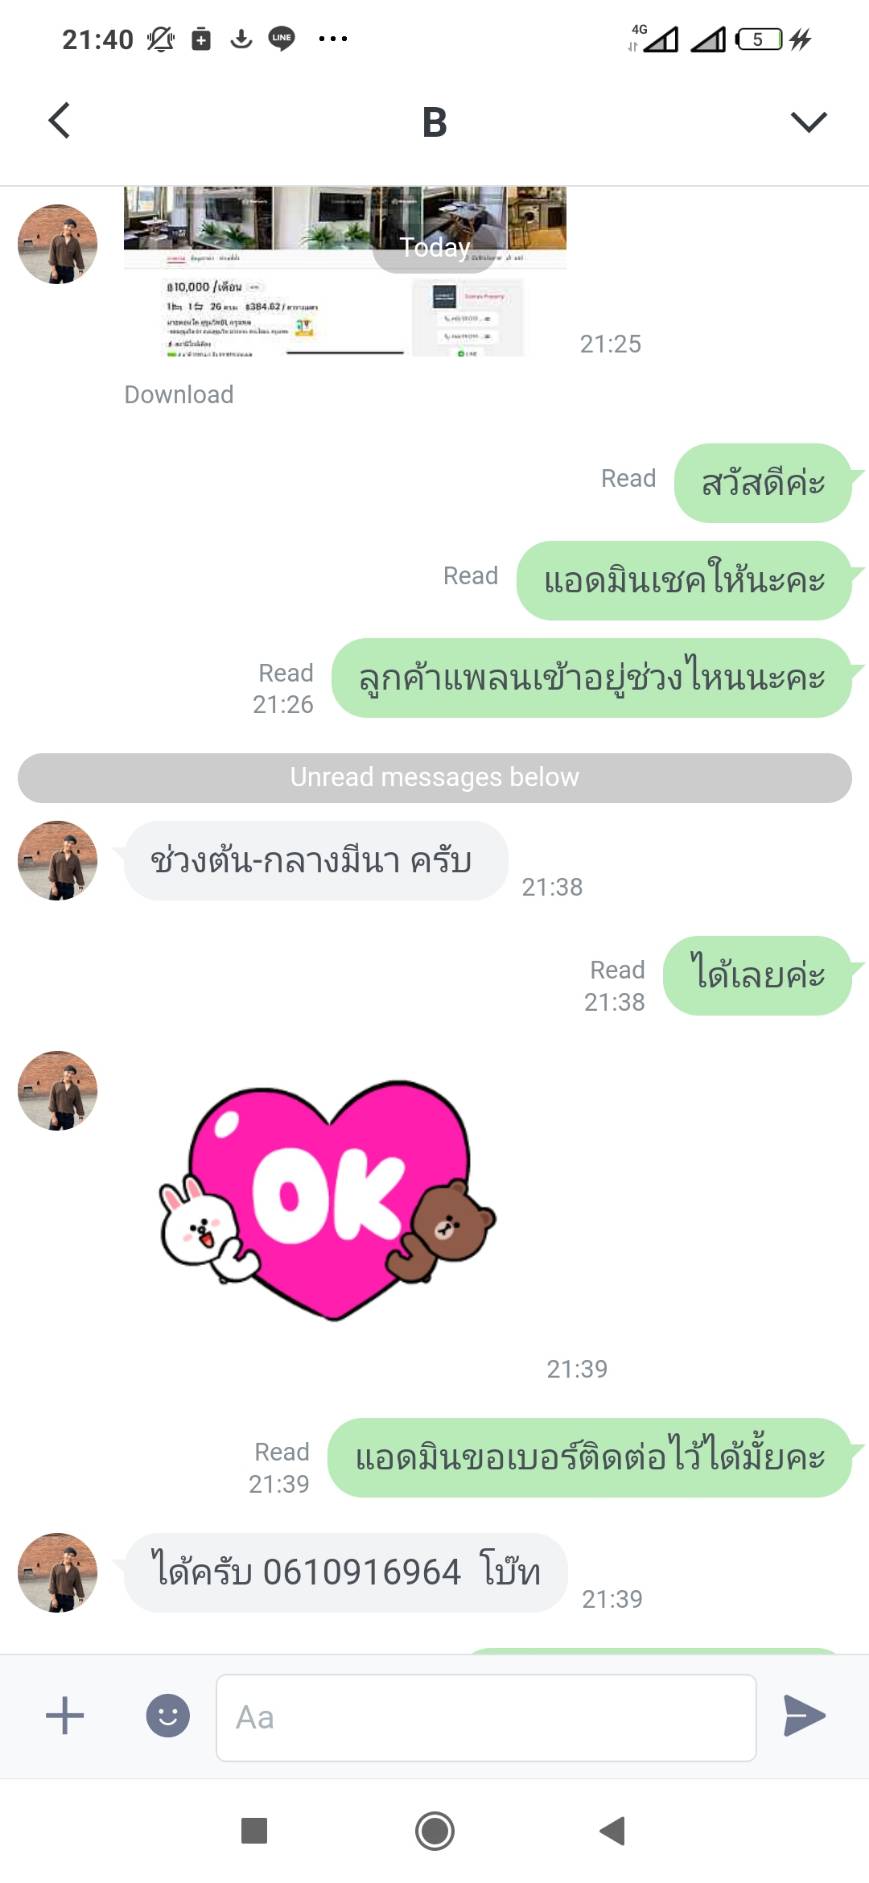 21:40
LINE
4G
5
B
Today
฿10,000 /เดือน
฿384.62 /
21:25
Download
Read
สวัสดีค่ะ
Read
แอดมินเชคให้นะคะ
Read
21:26
ลูกค้าแพลนเข้าอยู่ช่วงไหนนะคะ
Unread messages below
ช่วงต้น-กลางมีนา ครับ
21:38
Read
21:38
ได้เลยค่ะ
OK
21:39
Read
21:39
แอดมินขอเบอร์ติดต่อไว้ได้มั้ยคะ
ได้ครับ 0610916964 โบ๊ท
21:39
Aa